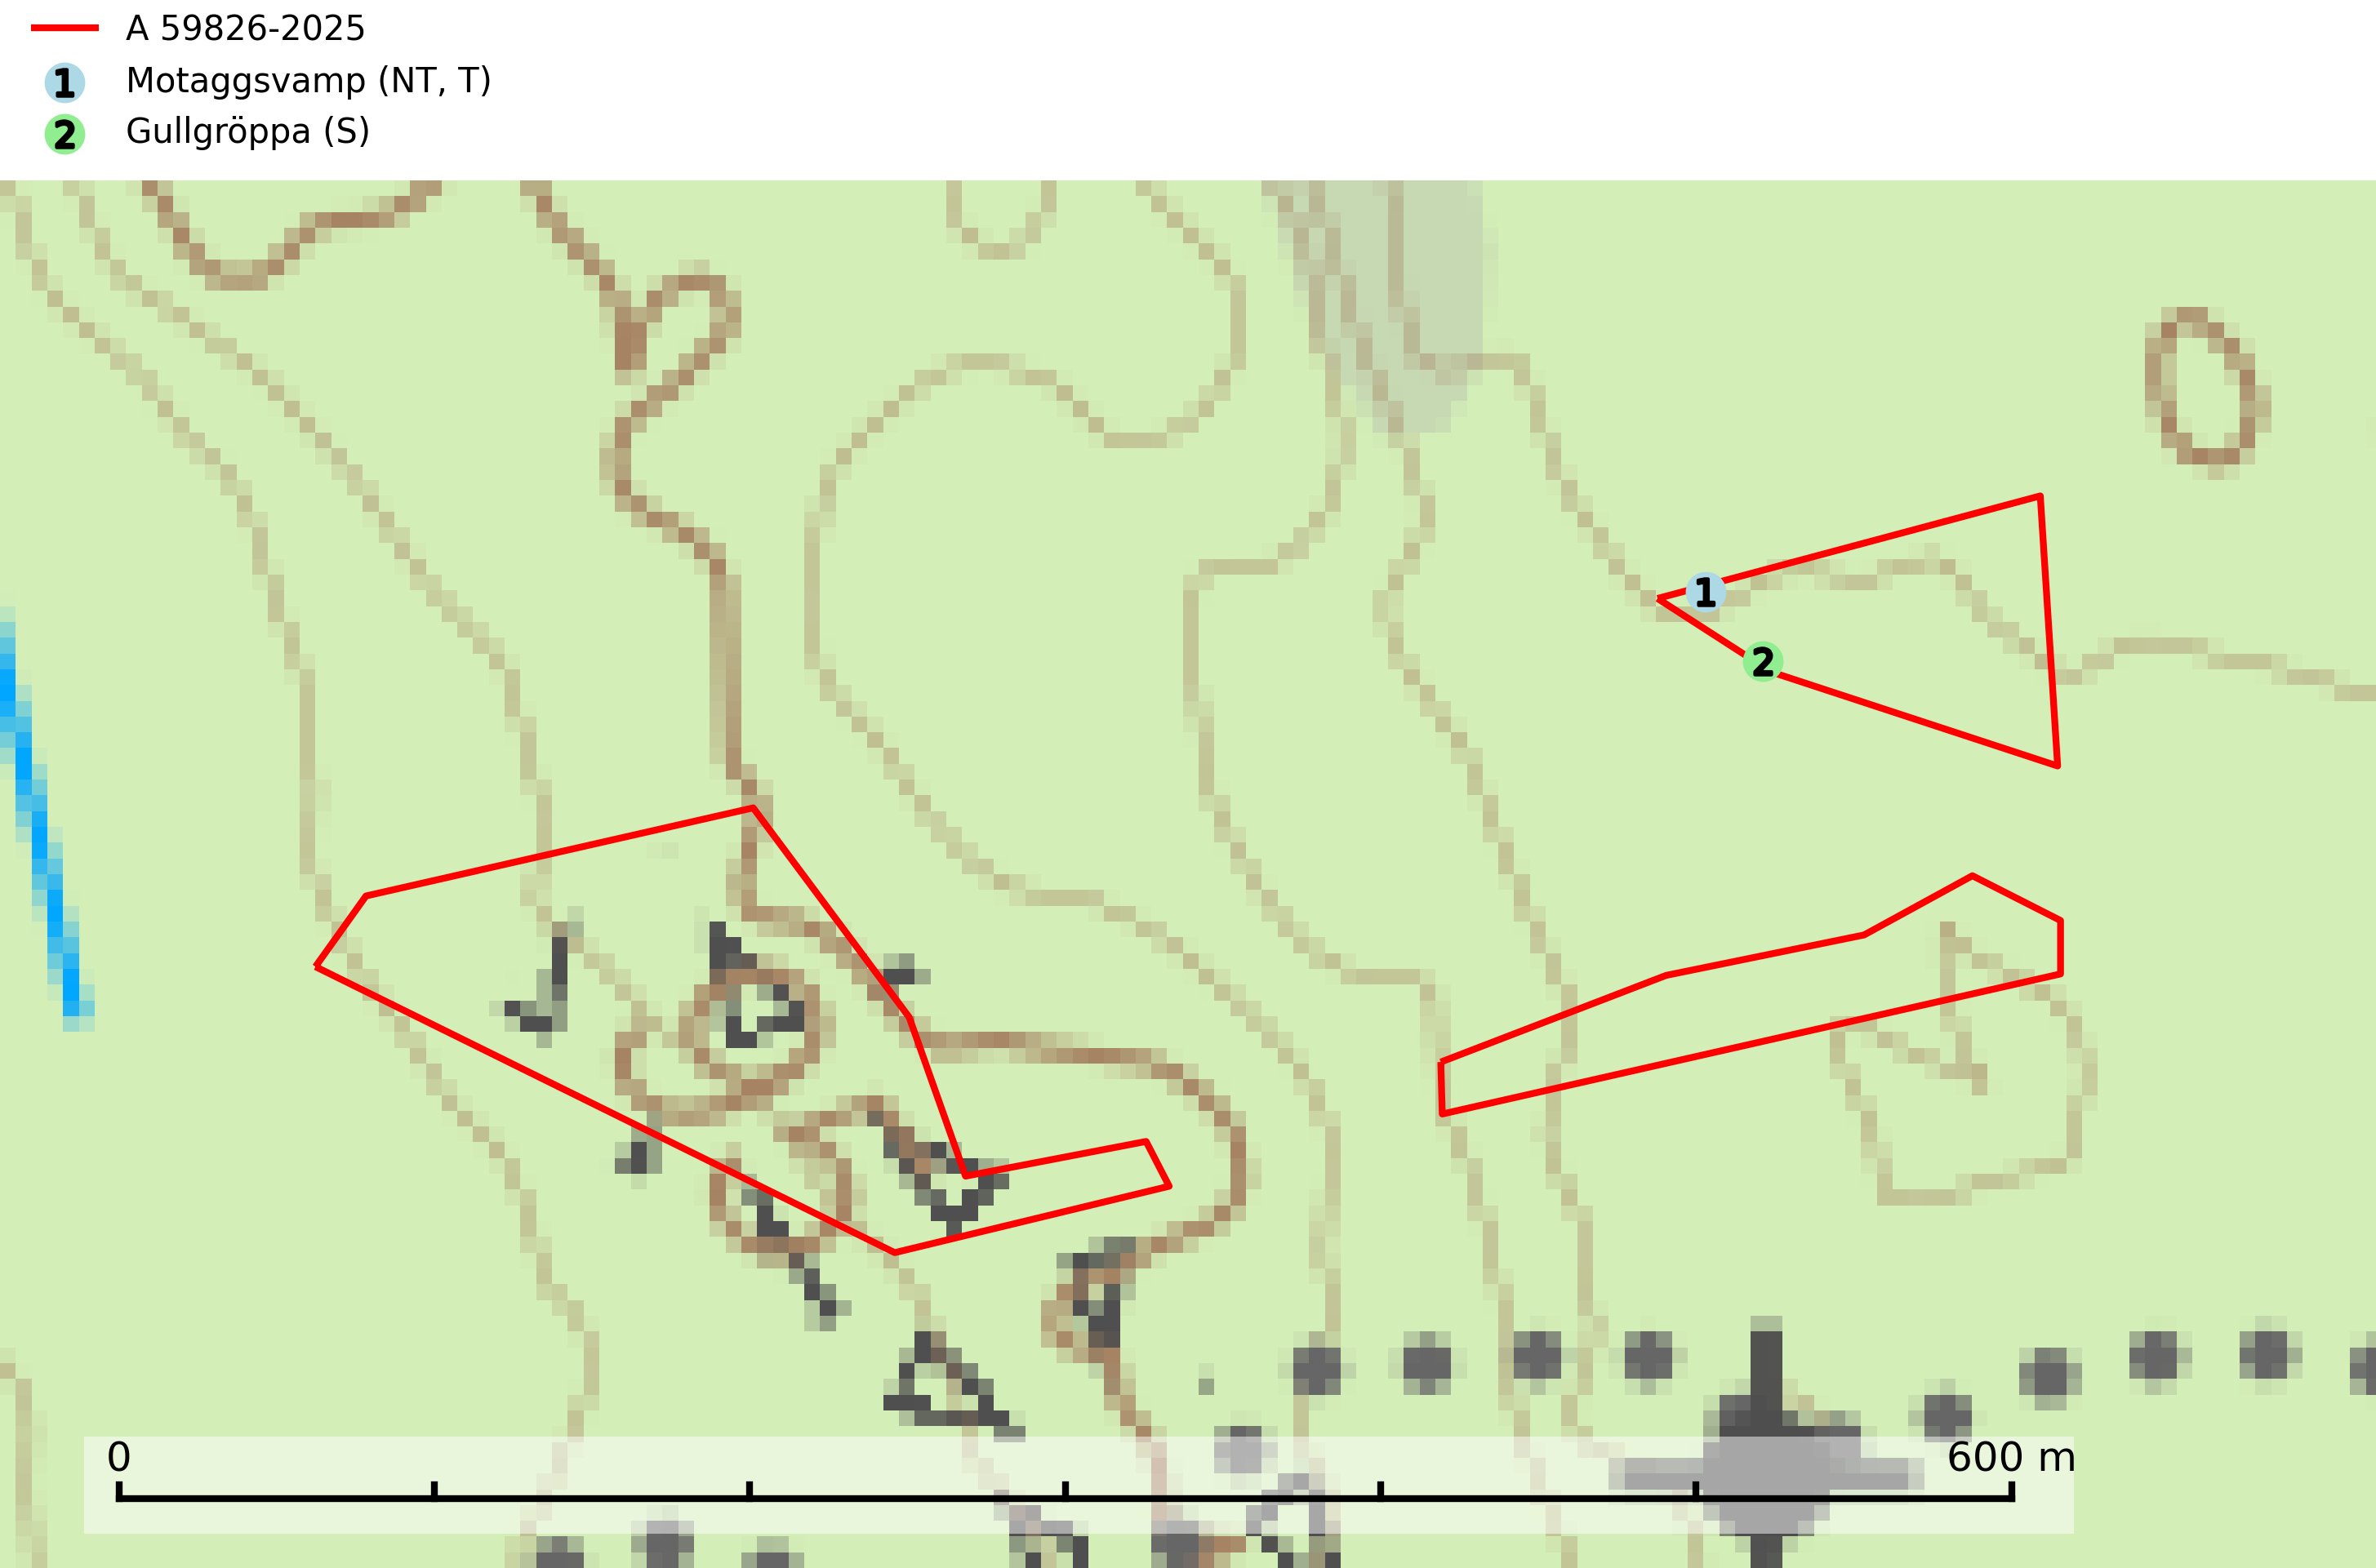 A 59826-2025
1 Motaggsvamp (NT, T)
2 Gullgröppa (S)
1
2
0 600 m